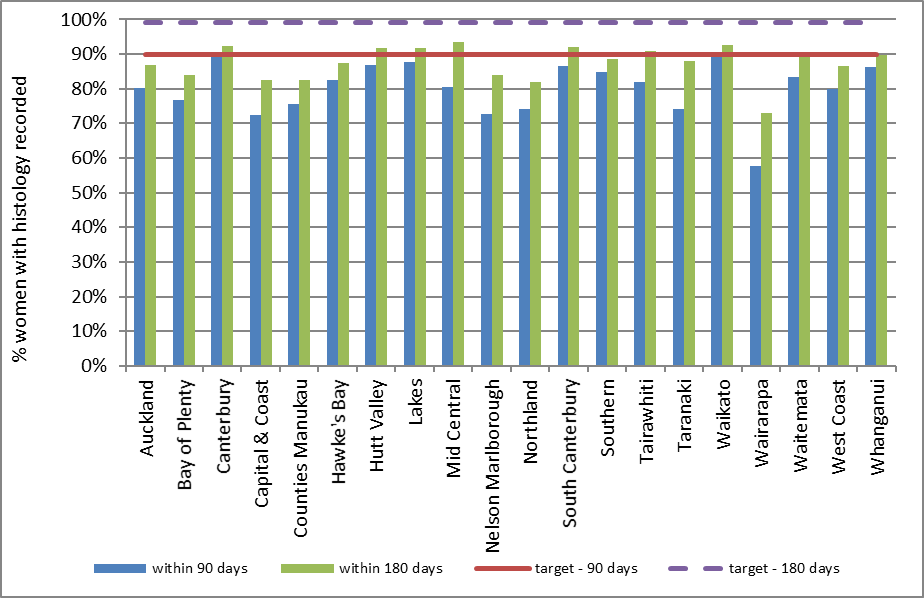 % women with histology recorded
100%
90%
80%
70%
60%
50%
40%
30%
20%
10%
0%
Auckland
Bay of Plenty
Canterbury
Capital & Coast
Counties Manukau
Hawke's Bay
Hutt Valley
Lakes
Mid Central
Nelson Marlborough
Northland
South Canterbury
Southern
Tairawhiti
Taranaki
Waikato
Wairarapa
Waitemata
West Coast
Whanganui
within 90 days within 180 days target - 90 days target - 180 days